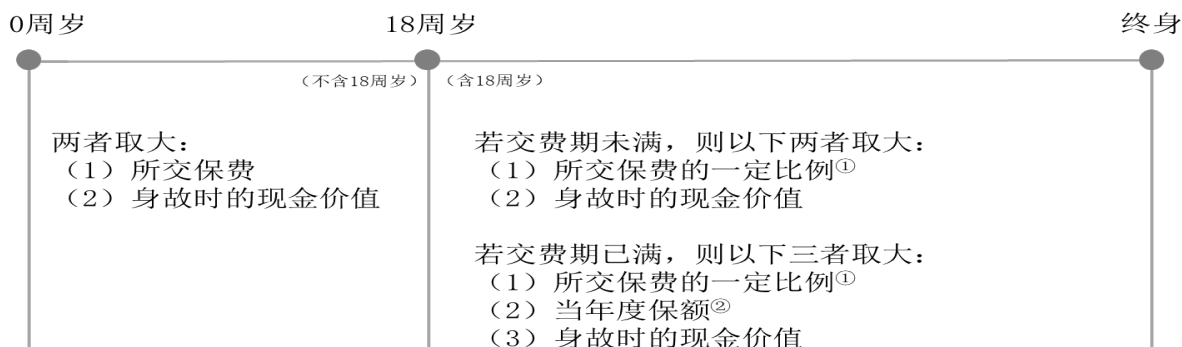 0周岁 18周岁 终身
（不含18周岁） （含18周岁）
两者取大：
（1）所交保费
（2）身故时的现金价值
若交费期未满，则以下两者取大：
（1）所交保费的一定比例①
（2）身故时的现金价值
若交费期已满，则以下三者取大：
（1）所交保费的一定比例①
（2）当年度保额②
（3）身故时的现金价值